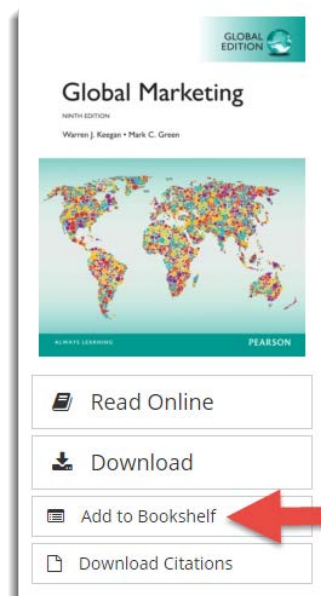 GLOBAL
EDITION
Global Marketing
NINTH EDITION
Warren J. Keegan • Mark C. Green
ALWAYS LEARNING
PEARSON
Read Online
Download
Add to Bookshelf
Download Citations